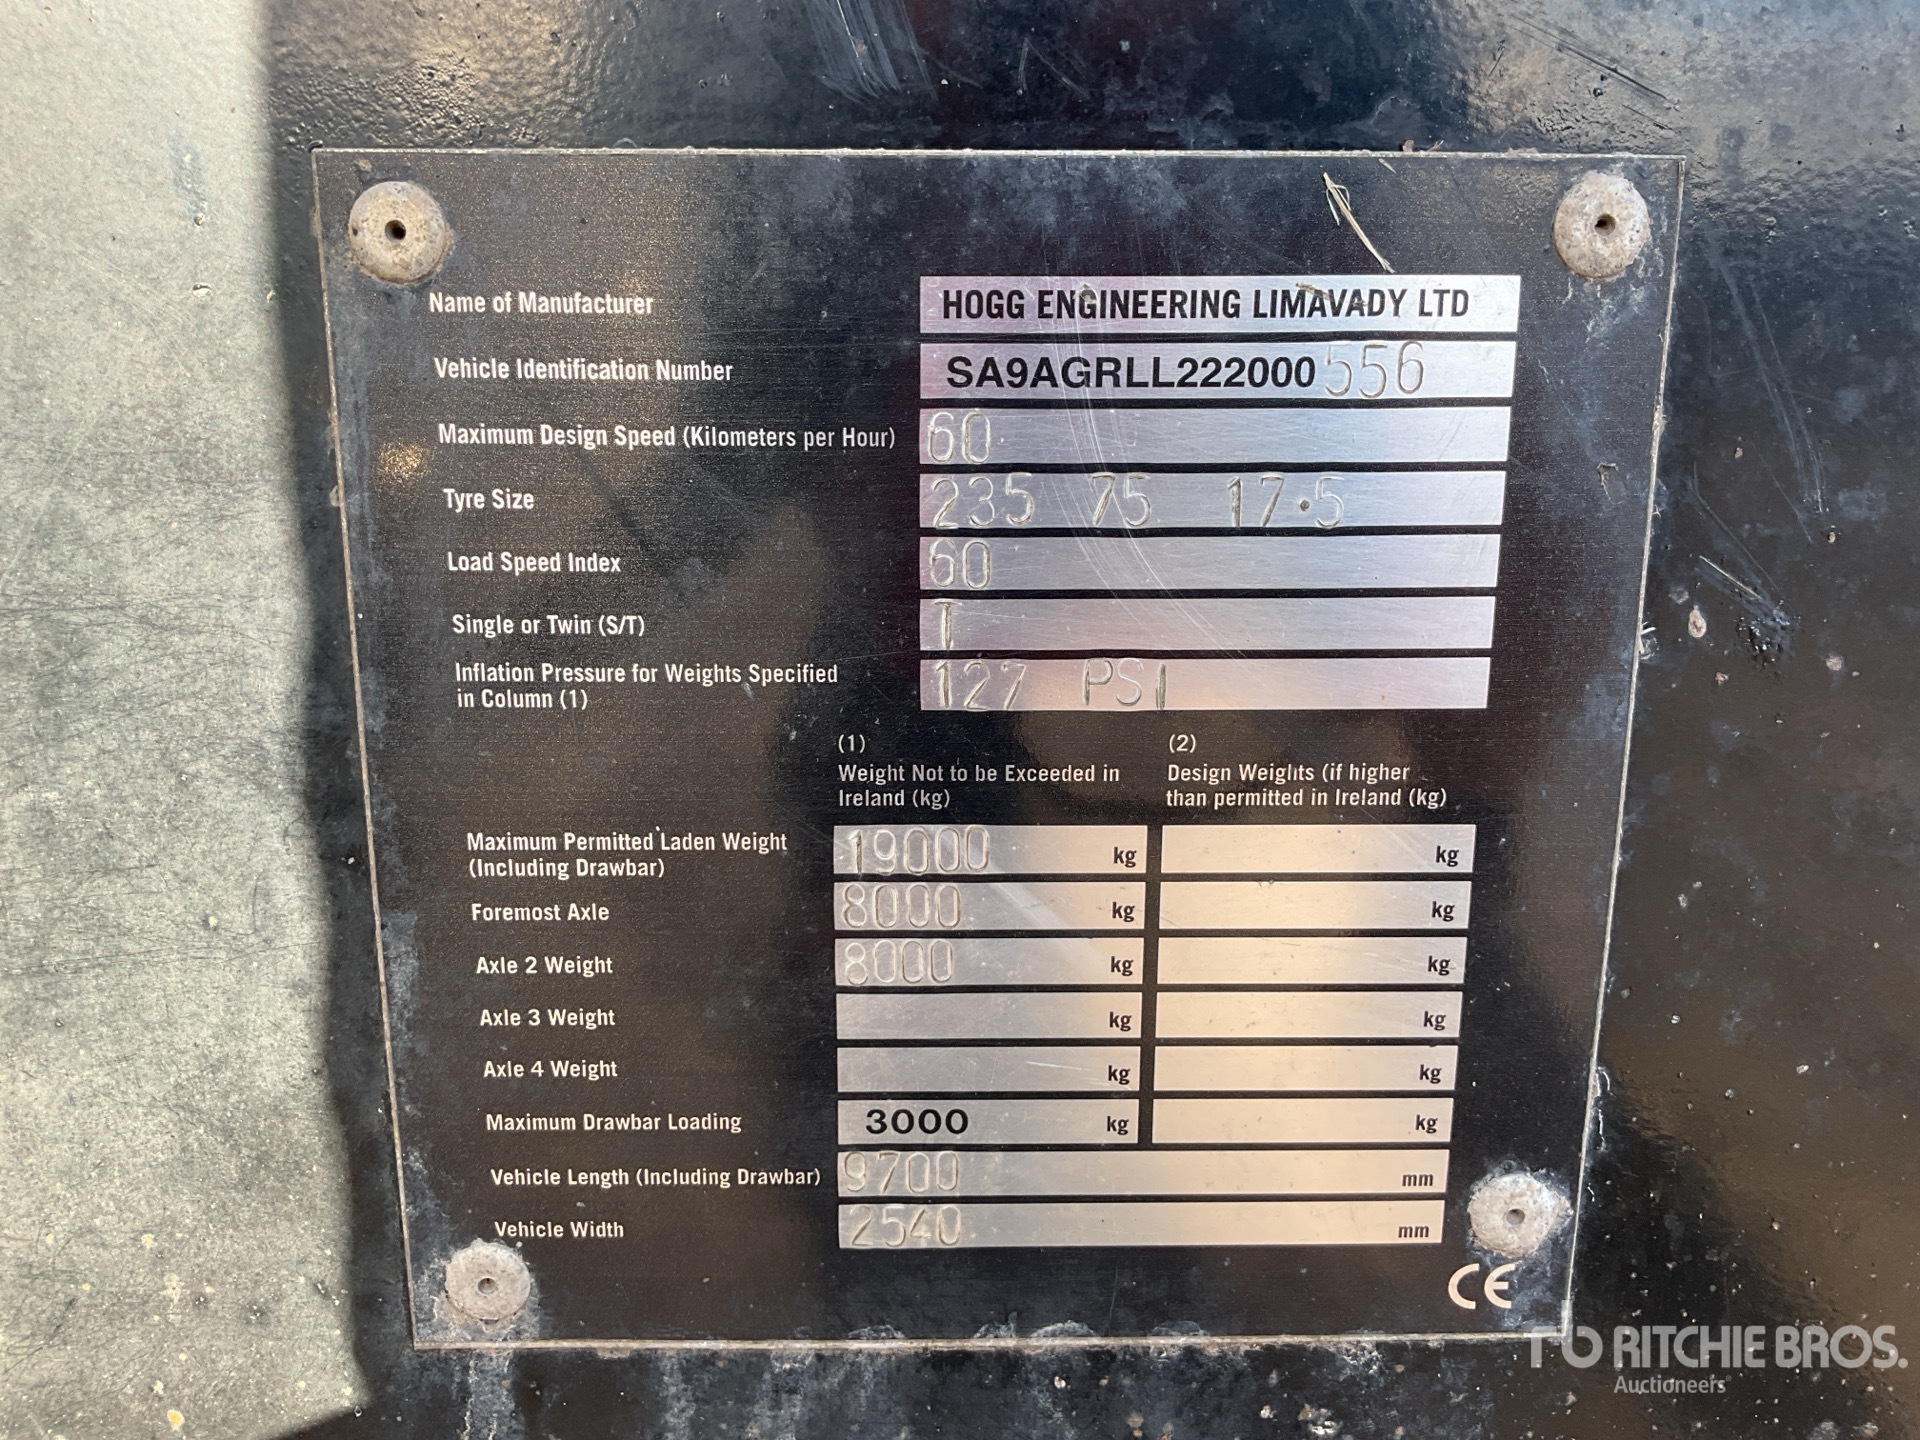 Name of Manufacturer HOGG ENGINEERING LIMAVADY LTD
Vehicle Identification Number SA9AGRLL222000556
Maximum Design Speed (Kilometers per Hour) 60
Tyre Size 235 75 17.5
Load Speed Index 60
Single or Twin (S/T) T
Inflation Pressure for Weights Specified
in Column (1) 127 PSI
(1) (2)
Weight Not to be Exceeded in Design Weights (if higher
Ireland (kg) than permitted in Ireland (kg)
Maximum Permitted Laden Weight
(Including Drawbar) 19000 kg kg
Foremost Axle 8000 kg kg
Axle 2 Weight 8000 kg kg
Axle 3 Weight kg kg
Axle 4 Weight kg kg
Maximum Drawbar Loading 3000 kg kg
Vehicle Length (Including Drawbar) 9700 mm
Vehicle Width 2540 mm
CE
RITCHIE BROS.
Auctioneers